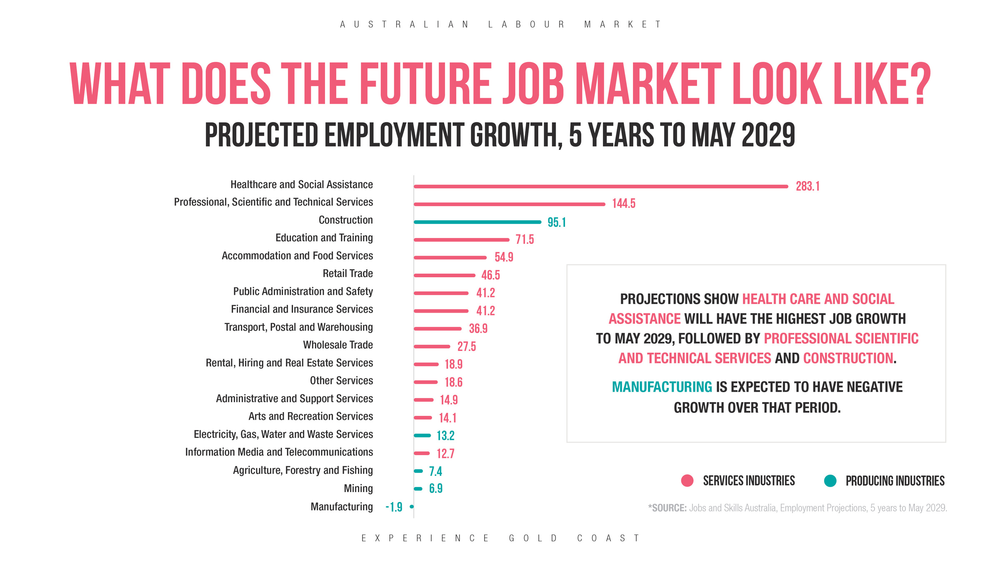 AUSTRALIAN LABOUR MARKET
WHAT DOES THE FUTURE JOB MARKET LOOK LIKE?
PROJECTED EMPLOYMENT GROWTH, 5 YEARS TO MAY 2029
Healthcare and Social Assistance 283.1
Professional, Scientific and Technical Services 144.5
Construction 95.1
Education and Training 71.5
Accommodation and Food Services 54.9
Retail Trade 46.5
Public Administration and Safety 41.2
Financial and Insurance Services 41.2
Transport, Postal and Warehousing 36.9
Wholesale Trade 27.5
Rental, Hiring and Real Estate Services 18.9
Other Services 18.6
Administrative and Support Services 14.9
Arts and Recreation Services 14.1
Electricity, Gas, Water and Waste Services 13.2
Information Media and Telecommunications 12.7
Agriculture, Forestry and Fishing 7.4
Mining 6.9
Manufacturing -1.9
PROJECTIONS SHOW HEALTH CARE AND SOCIAL
ASSISTANCE WILL HAVE THE HIGHEST JOB GROWTH
TO MAY 2029, FOLLOWED BY PROFESSIONAL SCIENTIFIC
AND TECHNICAL SERVICES AND CONSTRUCTION.
MANUFACTURING IS EXPECTED TO HAVE NEGATIVE
GROWTH OVER THAT PERIOD.
SERVICES INDUSTRIES PRODUCING INDUSTRIES
*SOURCE: Jobs and Skills Australia, Employment Projections, 5 years to May 2029.
EXPERIENCE GOLD COAST